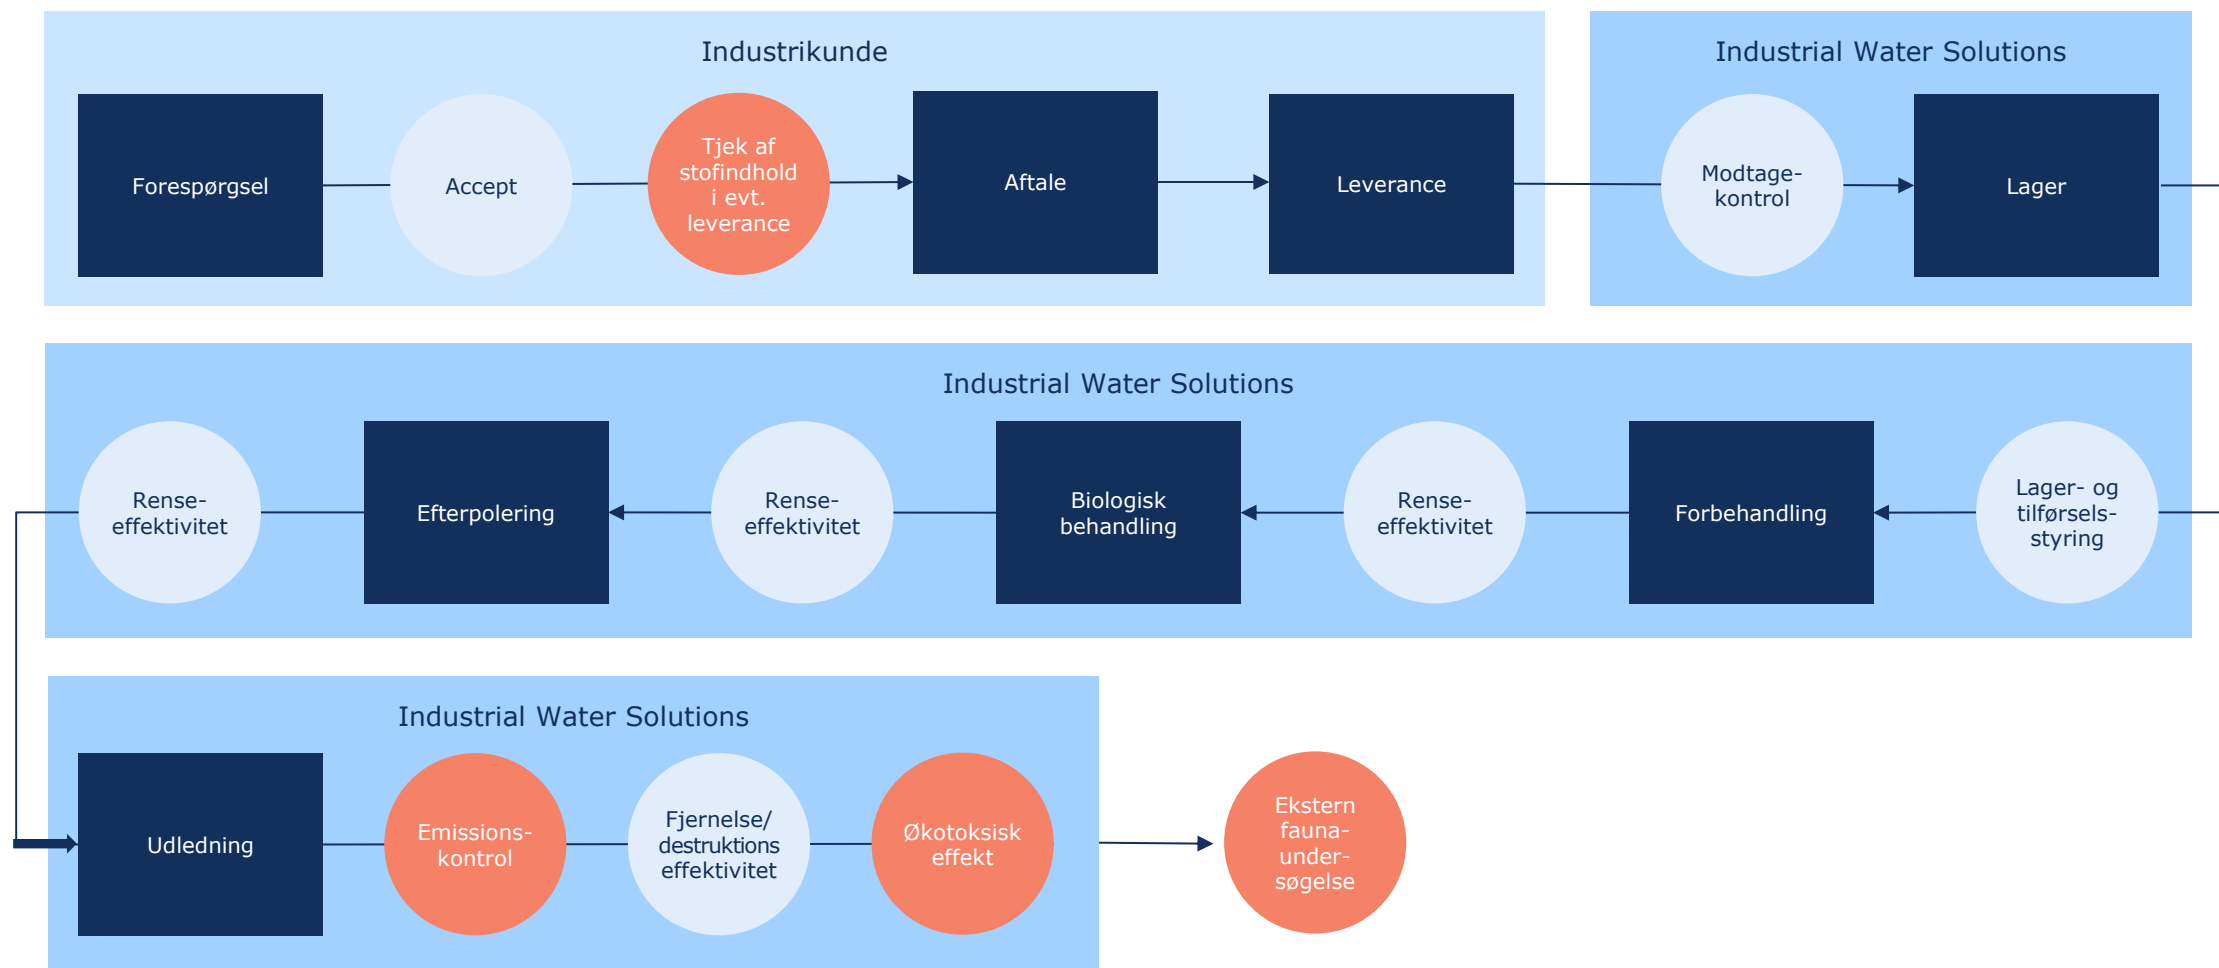 Industrikunde
Forespørgsel
Accept
Tjek af
stofindhold
i evt.
leverance
Aftale
Leverance
Industrial Water Solutions
Modtage-
kontrol
Lager
Industrial Water Solutions
Rense-
effektivitet
Efterpolering
Rense-
effektivitet
Biologisk
behandling
Rense-
effektivitet
Forbehandling
Lager- og
tilførsels-
styring
Industrial Water Solutions
Udledning
Emissions-
kontrol
Fjernelse/
destruktions
effektivitet
Økotoksisk
effekt
Ekstern
fauna-
under-
søgelse